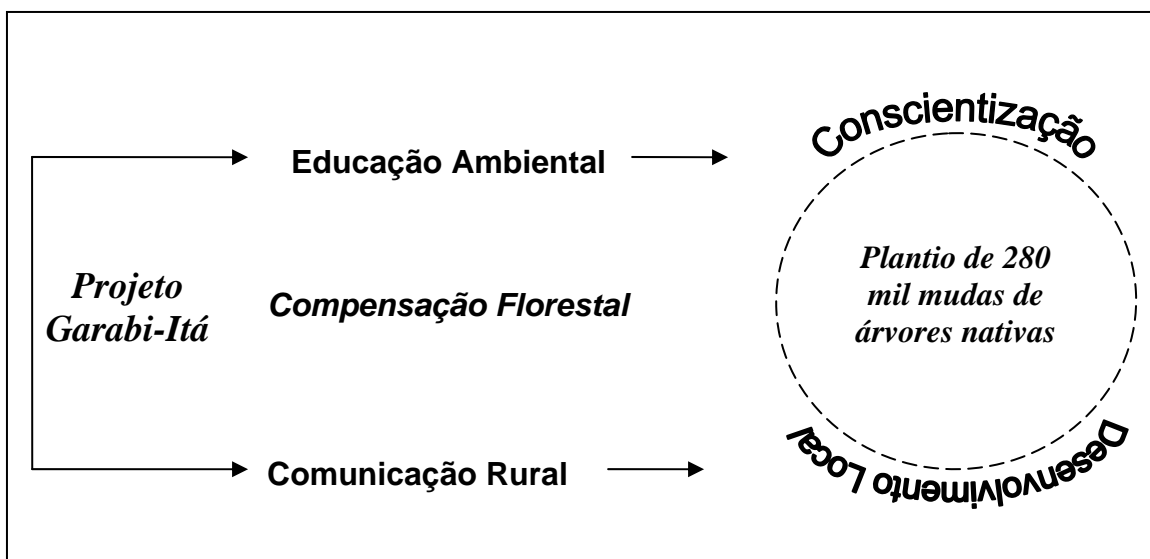 Conscientização
Educação Ambiental
Projeto
Garabi-Itá
Compensação Florestal
Plantio de 280
mil mudas de
árvores nativas
Comunicação Rural
Desenvolvimento Local